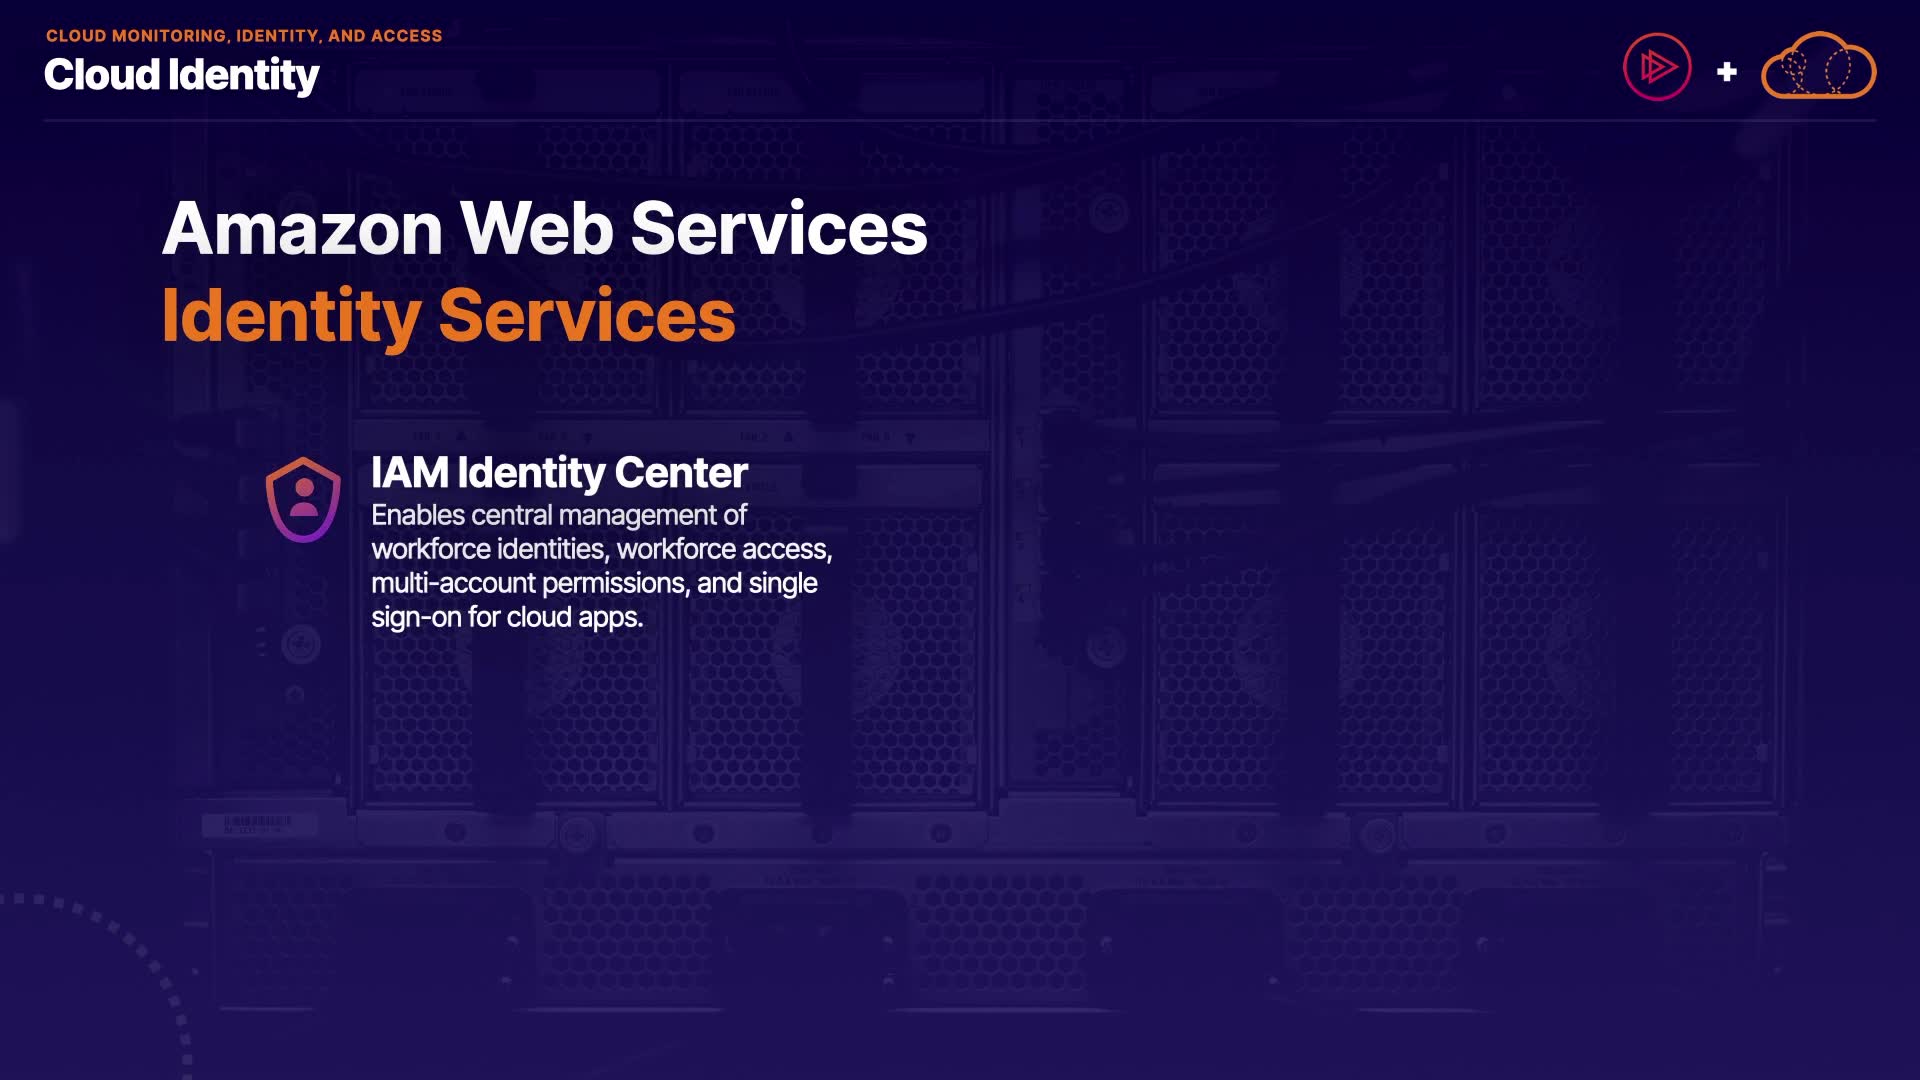 CLOUD MONITORING, IDENTITY, AND ACCESS
Cloud Identity
Amazon Web Services
Identity Services
IAM Identity Center
Enables central management of
workforce identities, workforce access,
multi-account permissions, and single
sign-on for cloud apps.